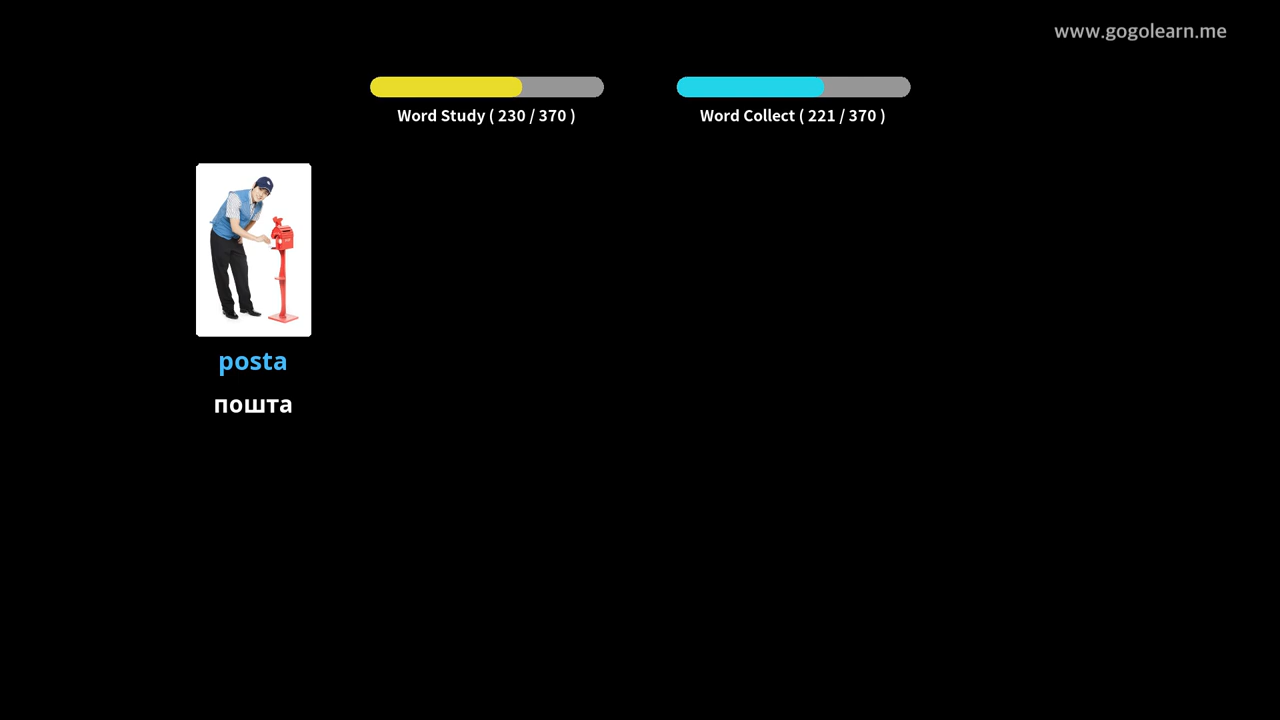 www.gogolearn.me
Word Study ( 230 / 370 )
Word Collect ( 221 / 370 )
posta
пошта